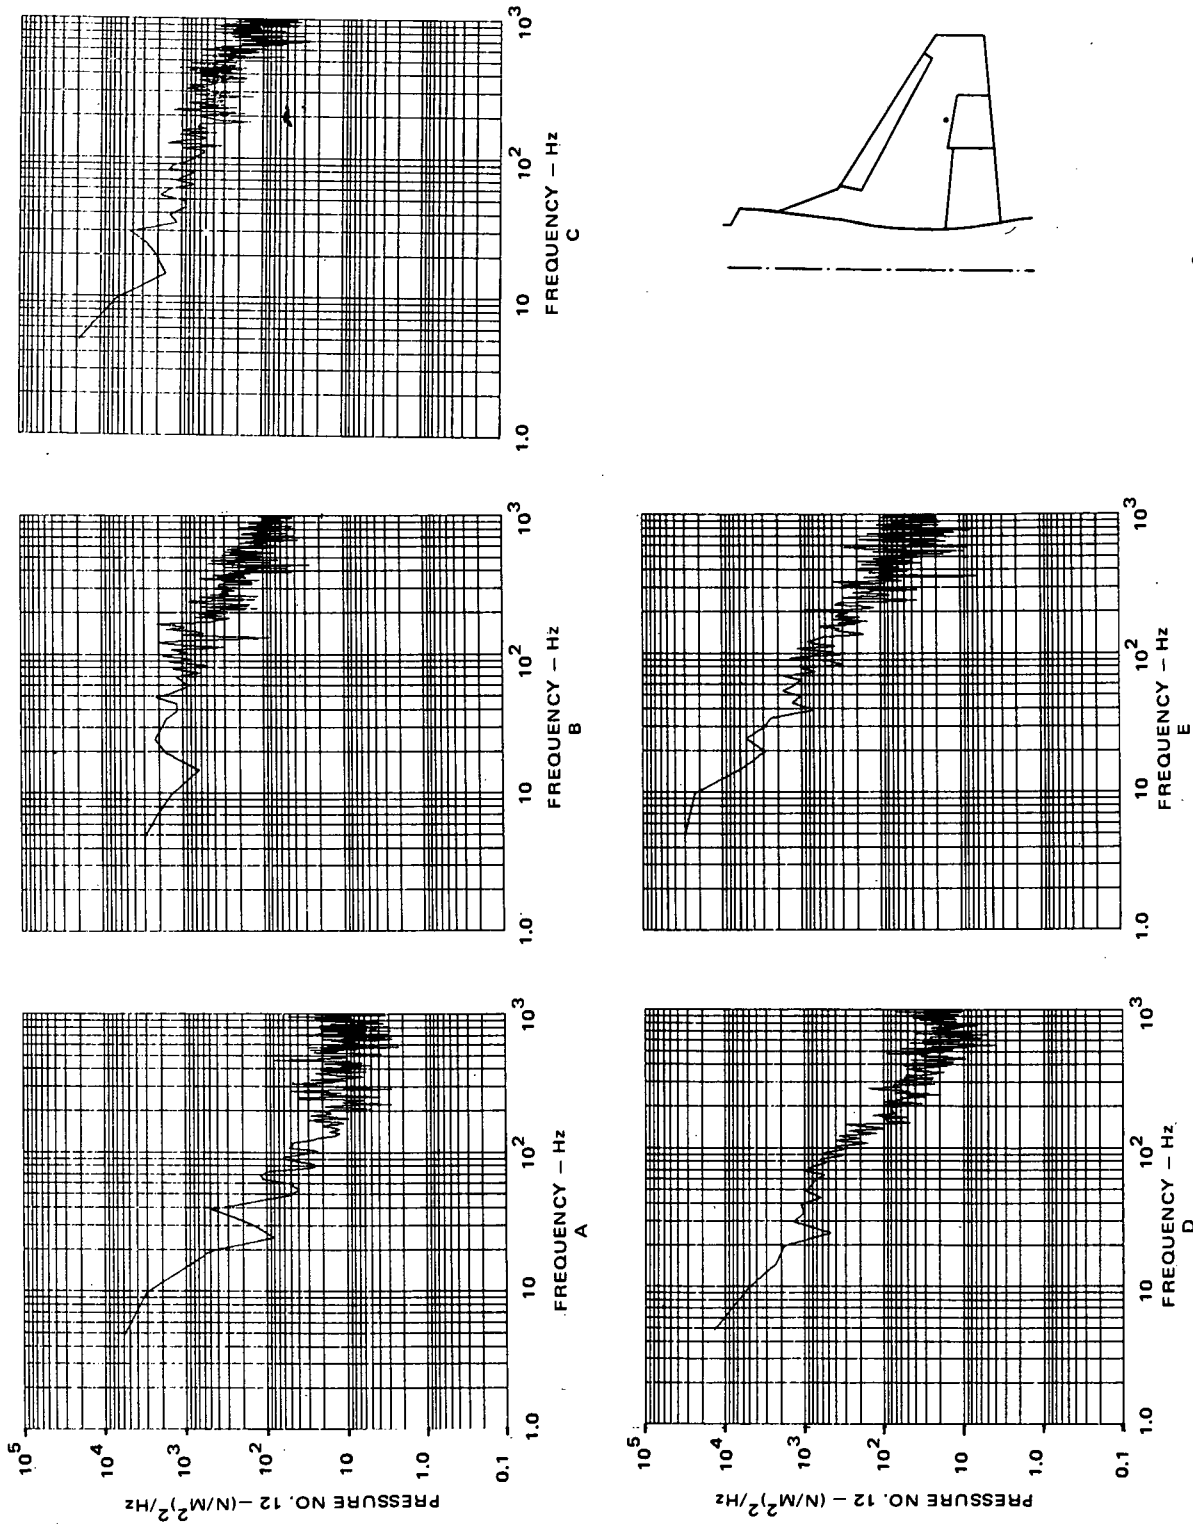 10^5
10^4
10^3
10^2
10
1.0
0.1
PRESSURE NO. 12 – (N/M^2)^2/Hz
1.0
10
10^2
10^3
FREQUENCY – Hz
A
1.0
10
10^2
10^3
FREQUENCY – Hz
B
1.0
10
10^2
10^3
FREQUENCY – Hz
C
10^5
10^4
10^3
10^2
10
1.0
0.1
PRESSURE NO. 12 – (N/M^2)^2/Hz
1.0
10
10^2
10^3
FREQUENCY – Hz
D
1.0
10
10^2
10^3
FREQUENCY – Hz
E